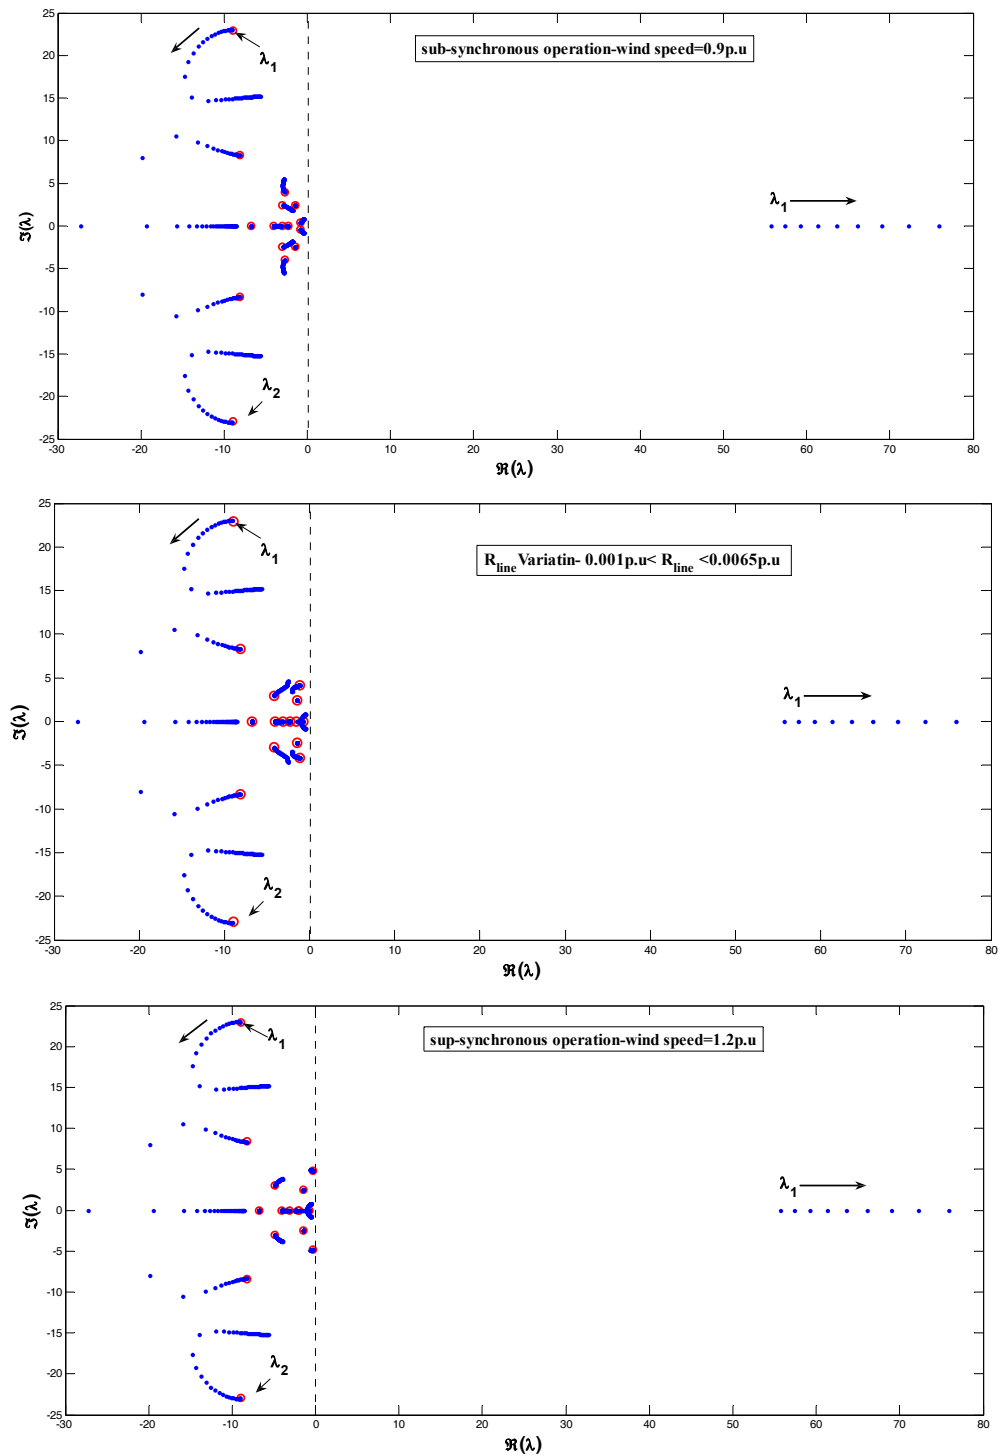 25
20
15
10
5
0
-5
-10
-15
-20
-25
ℑ(λ)
sub-synchronous operation-wind speed=0.9p.u
λ1
λ1
λ2
-30 -20 -10 0 10 20 30 40 50 60 70 80
ℜ(λ)
25
20
15
10
5
0
-5
-10
-15
-20
-25
ℑ(λ)
Rline Variatin- 0.001p.u< Rline <0.0065p.u
λ1
λ1
λ2
-30 -20 -10 0 10 20 30 40 50 60 70 80
ℜ(λ)
25
20
15
10
5
0
-5
-10
-15
-20
-25
ℑ(λ)
sup-synchronous operation-wind speed=1.2p.u
λ1
λ1
λ2
-30 -20 -10 0 10 20 30 40 50 60 70 80
ℜ(λ)